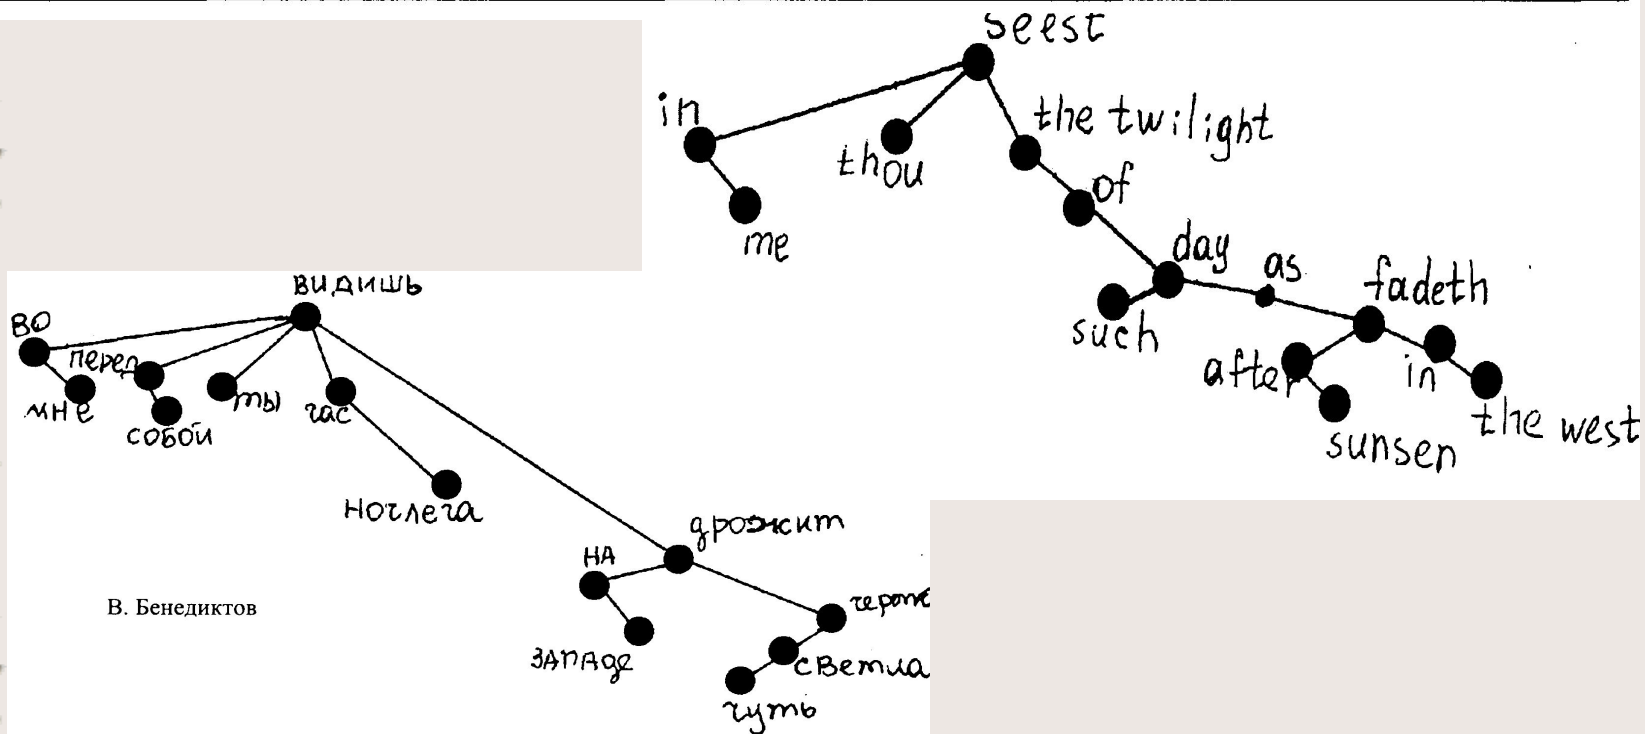 seest
in
the twilight
thou
of
me
day
as
fadeth
such
after
in
the west
sunsen
видишь
во
перед
мне
ты
час
собой
ночлега
дрожит
на
В. Бенедиктов
западе
светла
чуть